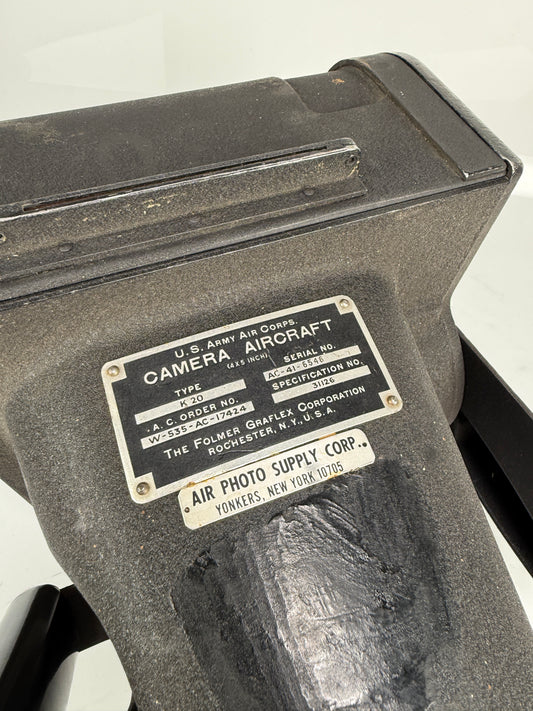 U.S. ARMY AIR CORPS.
CAMERA AIRCRAFT
(4X5 INCH)
TYPE
K 20
SERIAL NO.
AC-41-6546
A.C. ORDER NO.
W-535-AC-17424
SPECIFICATION NO.
31126
THE FOLMER GRAFLEX CORPORATION
ROCHESTER, N.Y., U.S.A.
AIR PHOTO SUPPLY CORP.
YONKERS, NEW YORK 10705